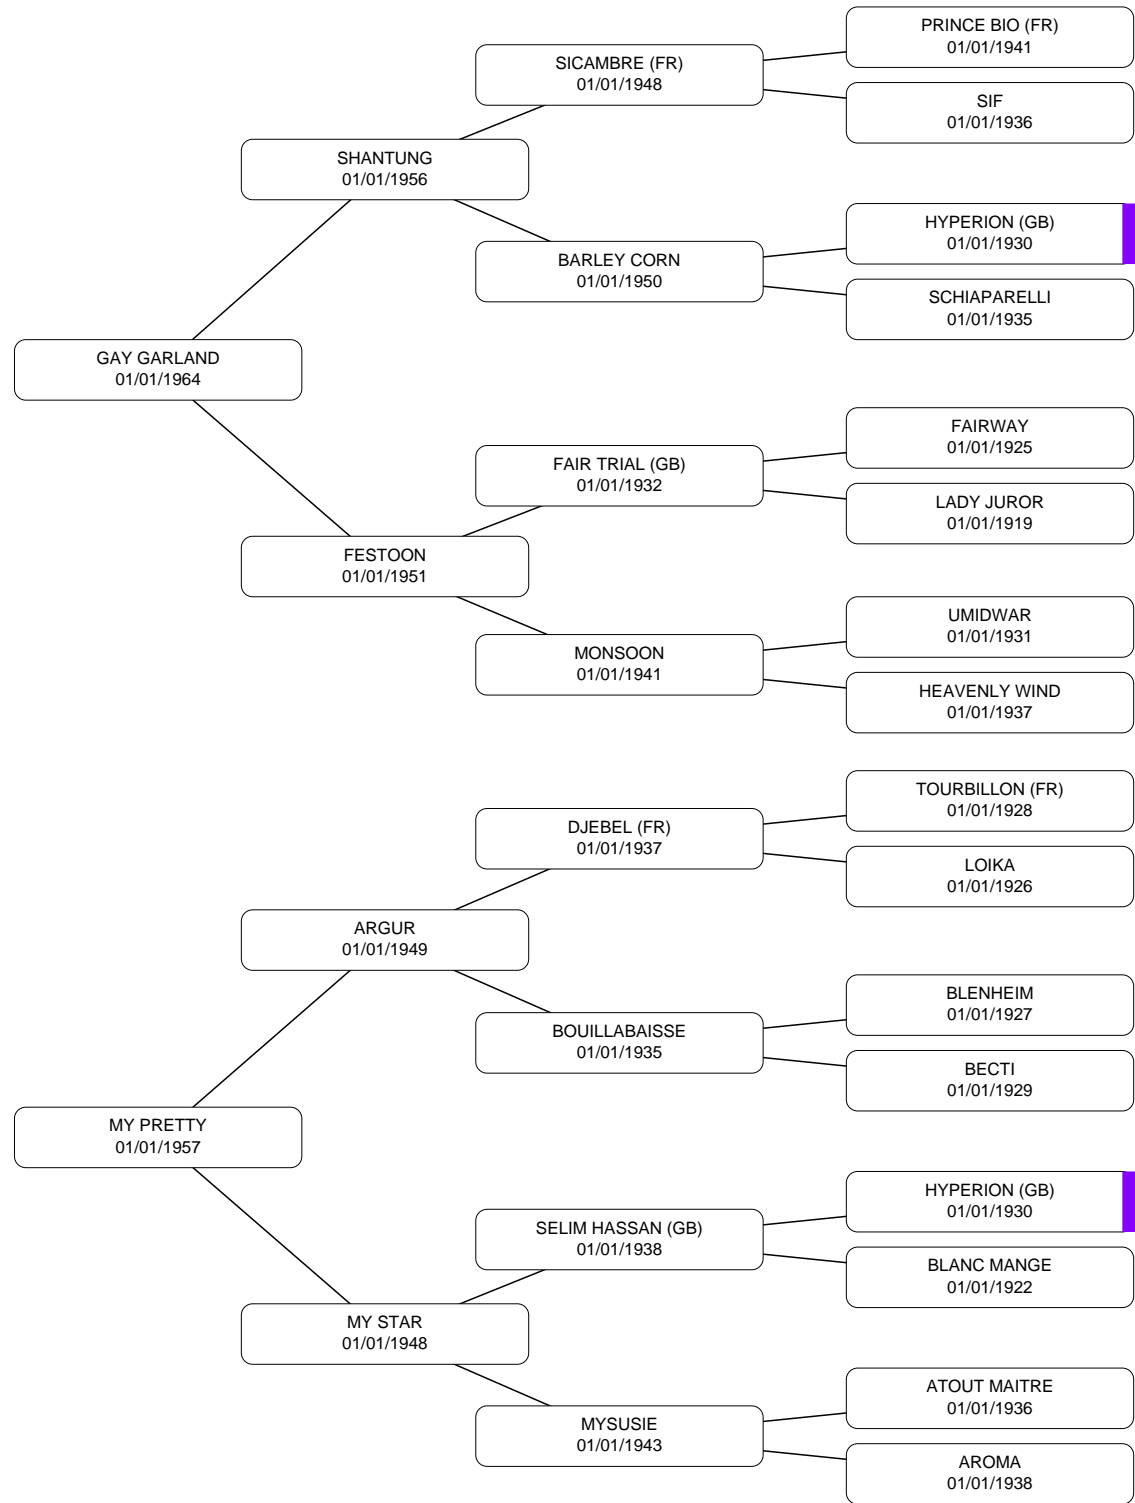 PRINCE BIO (FR)
01/01/1941
SICAMBRE (FR)
01/01/1948
SIF
01/01/1936
SHANTUNG
01/01/1956
HYPERION (GB)
01/01/1930
BARLEY CORN
01/01/1950
SCHIAPARELLI
01/01/1935
GAY GARLAND
01/01/1964
FAIRWAY
01/01/1925
FAIR TRIAL (GB)
01/01/1932
LADY JUROR
01/01/1919
FESTOON
01/01/1951
UMIDWAR
01/01/1931
MONSOON
01/01/1941
HEAVENLY WIND
01/01/1937
TOURBILLON (FR)
01/01/1928
DJEBEL (FR)
01/01/1937
LOIKA
01/01/1926
ARGUR
01/01/1949
BLENHEIM
01/01/1927
BOUILLABAISSE
01/01/1935
BECTI
01/01/1929
MY PRETTY
01/01/1957
HYPERION (GB)
01/01/1930
SELIM HASSAN (GB)
01/01/1938
BLANC MANGE
01/01/1922
MY STAR
01/01/1948
ATOUT MAITRE
01/01/1936
MYSUSIE
01/01/1943
AROMA
01/01/1938